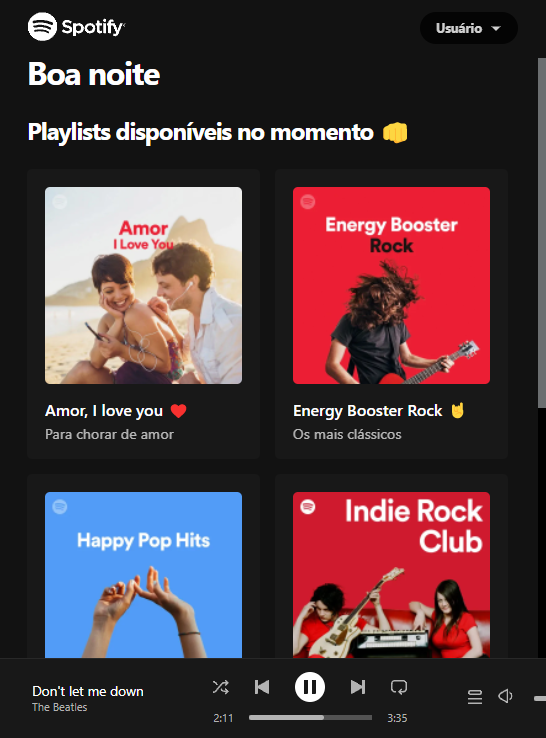 Spotify
Usuário
Boa noite
Playlists disponíveis no momento 👊
Amor
I Love You
Energy Booster
Rock
Amor, I love you ❤️
Para chorar de amor
Energy Booster Rock 🤘
Os mais clássicos
Happy Pop Hits
Indie Rock
Club
Don't let me down
The Beatles
2:11
3:35